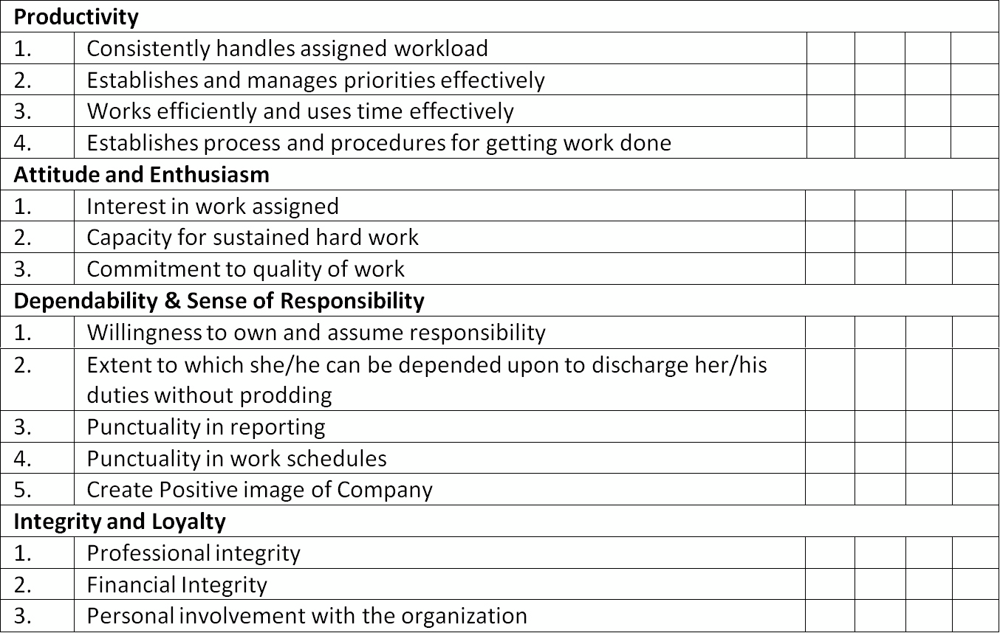 Productivity
1. Consistently handles assigned workload
2. Establishes and manages priorities effectively
3. Works efficiently and uses time effectively
4. Establishes process and procedures for getting work done
Attitude and Enthusiasm
1. Interest in work assigned
2. Capacity for sustained hard work
3. Commitment to quality of work
Dependability & Sense of Responsibility
1. Willingness to own and assume responsibility
2. Extent to which she/he can be depended upon to discharge her/his
duties without prodding
3. Punctuality in reporting
4. Punctuality in work schedules
5. Create Positive image of Company
Integrity and Loyalty
1. Professional integrity
2. Financial Integrity
3. Personal involvement with the organization